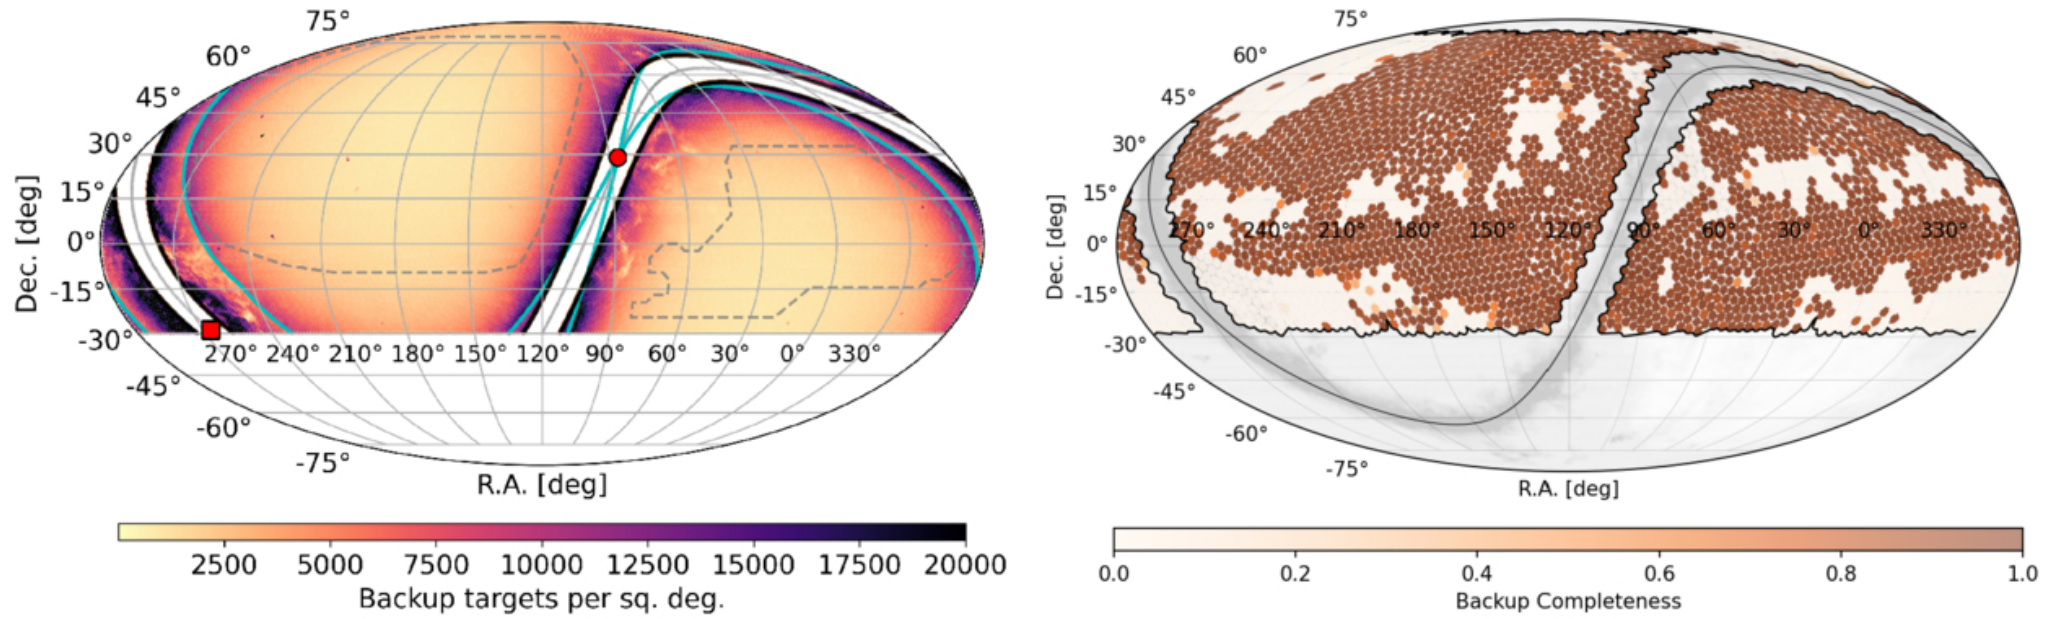 75°
60°
45°
30°
15°
0°
-15°
-30°
-45°
-60°
-75°
Dec. [deg]
270° 240° 210° 180° 150° 120° 90° 60° 30° 0° 330°
R.A. [deg]
2500 5000 7500 10000 12500 15000 17500 20000
Backup targets per sq. deg.
75°
60°
45°
30°
15°
0°
-15°
-30°
-45°
-60°
-75°
Dec. [deg]
270° 240° 210° 180° 150° 120° 90° 60° 30° 0° 330°
R.A. [deg]
0.0 0.2 0.4 0.6 0.8 1.0
Backup Completeness